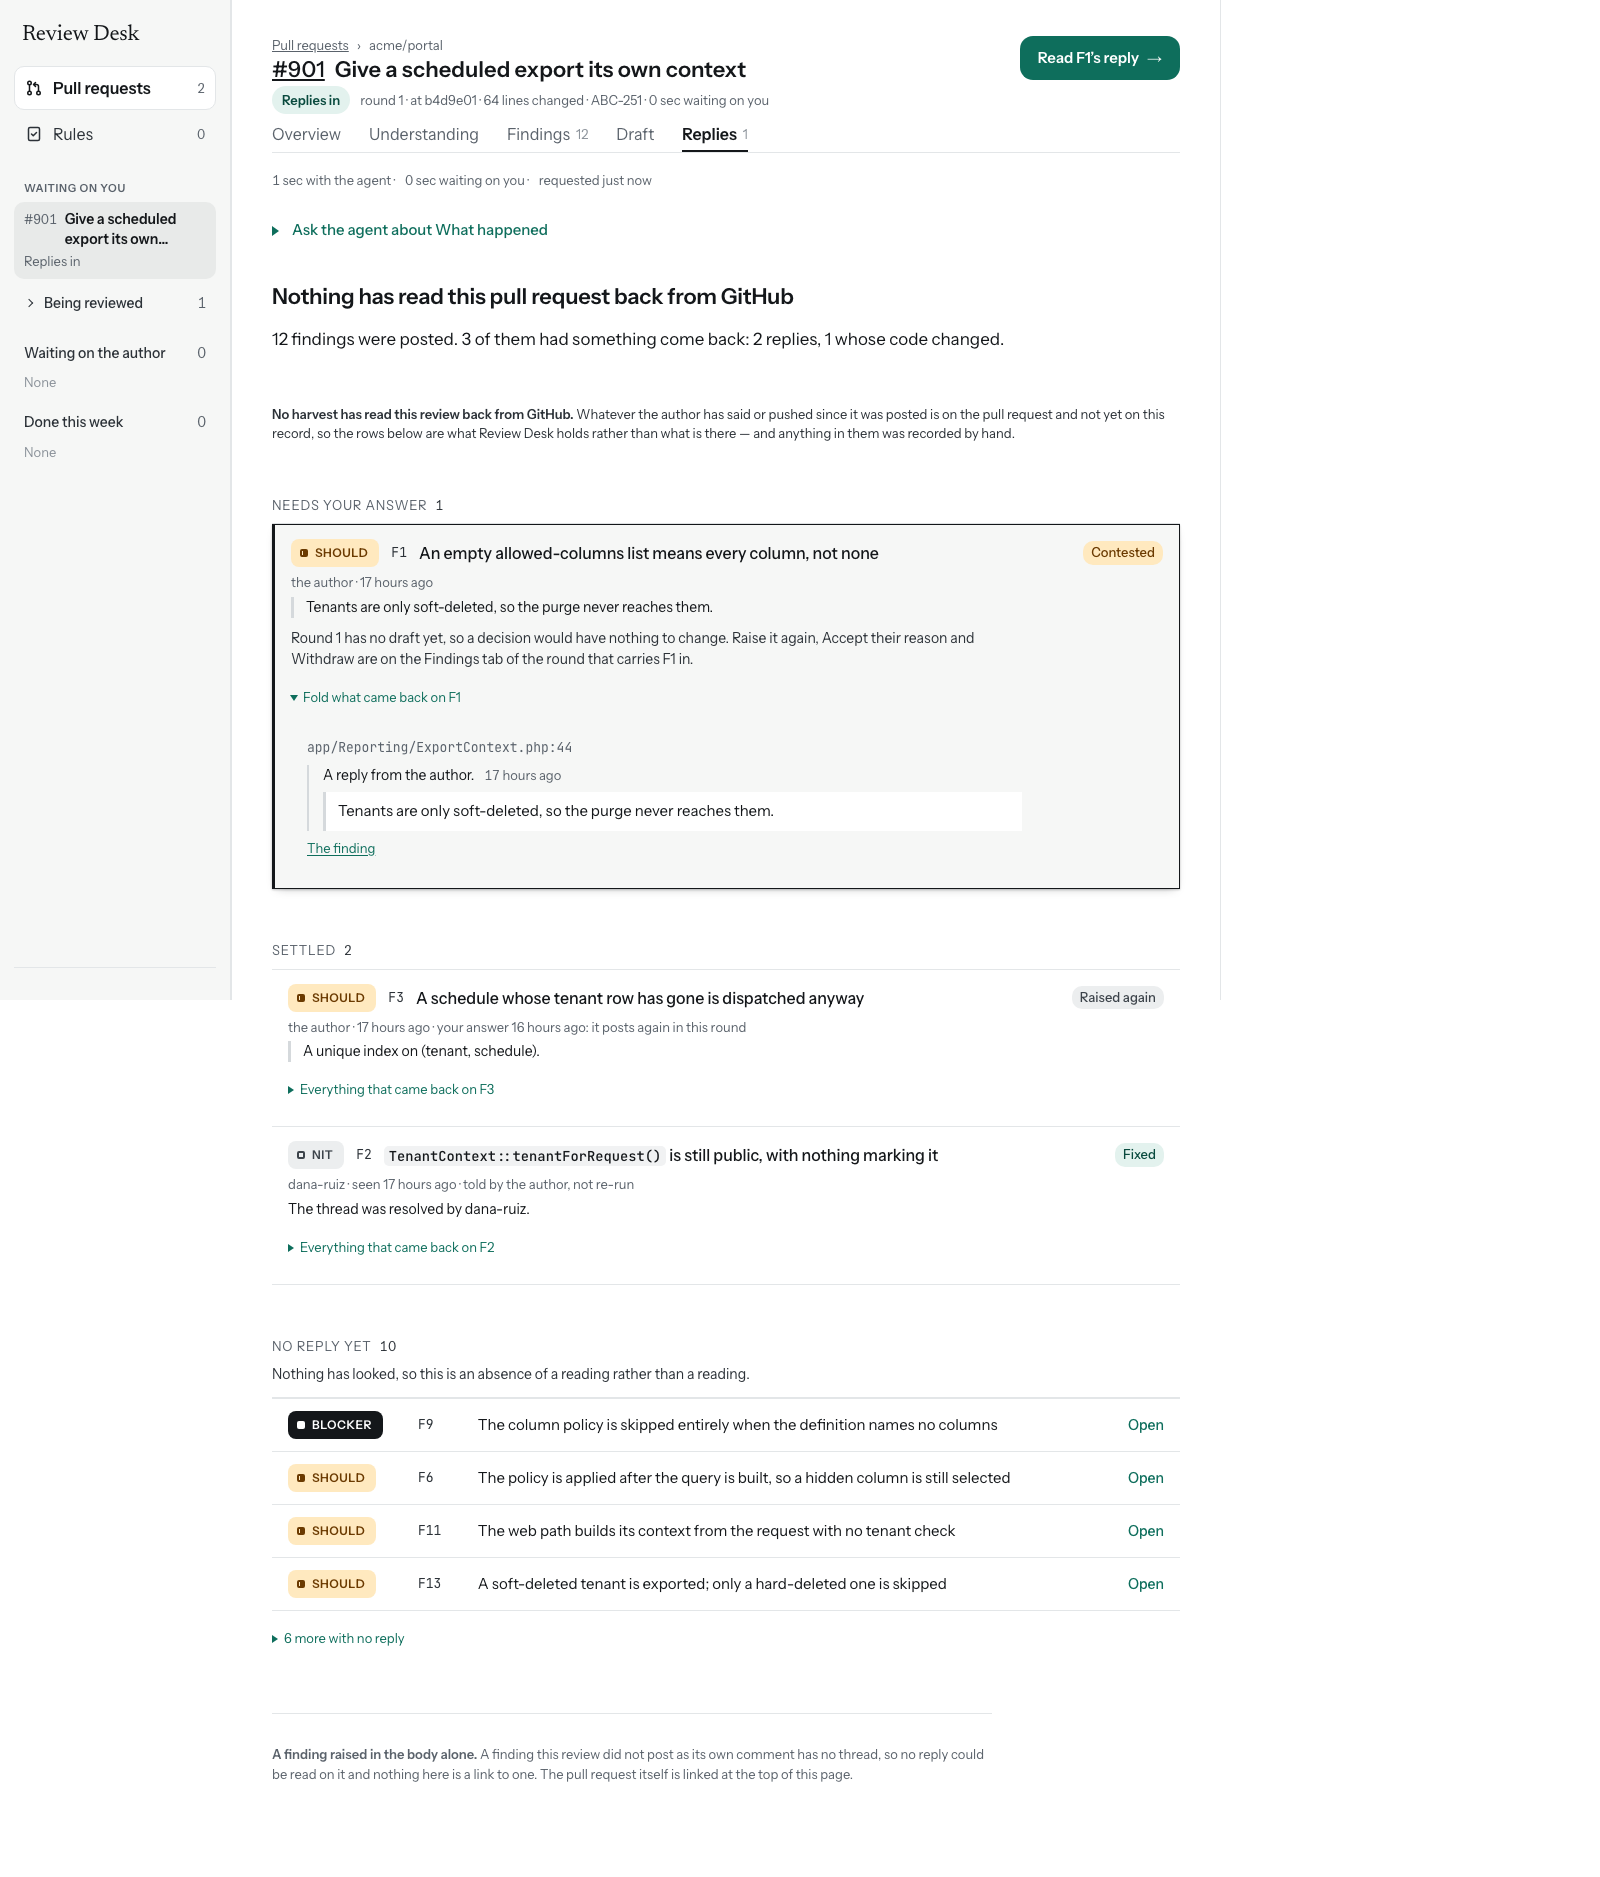 Review Desk
Pull requests 2
Rules 0
WAITING ON YOU
#901 Give a scheduled
export its own...
Replies in
Being reviewed 1
Waiting on the author 0
None
Done this week 0
None
Pull requests › acme/portal
#901 Give a scheduled export its own context
Read F1's reply →
Replies in round 1 · at b4d9e01 · 64 lines changed · ABC-251 · 0 sec waiting on you
Overview Understanding Findings 12 Draft Replies 1
1 sec with the agent · 0 sec waiting on you · requested just now
Ask the agent about What happened
Nothing has read this pull request back from GitHub
12 findings were posted. 3 of them had something come back: 2 replies, 1 whose code changed.
No harvest has read this review back from GitHub. Whatever the author has said or pushed since it was posted is on the pull request and not yet on this
record, so the rows below are what Review Desk holds rather than what is there — and anything in them was recorded by hand.
NEEDS YOUR ANSWER 1
SHOULD F1 An empty allowed-columns list means every column, not none Contested
the author · 17 hours ago
Tenants are only soft-deleted, so the purge never reaches them.
Round 1 has no draft yet, so a decision would have nothing to change. Raise it again, Accept their reason and
Withdraw are on the Findings tab of the round that carries F1 in.
Fold what came back on F1
app/Reporting/ExportContext.php:44
A reply from the author. 17 hours ago
Tenants are only soft-deleted, so the purge never reaches them.
The finding
SETTLED 2
SHOULD F3 A schedule whose tenant row has gone is dispatched anyway Raised again
the author · 17 hours ago · your answer 16 hours ago: it posts again in this round
A unique index on (tenant, schedule).
Everything that came back on F3
NIT F2 TenantContext::tenantForRequest() is still public, with nothing marking it Fixed
dana-ruiz · seen 17 hours ago · told by the author, not re-run
The thread was resolved by dana-ruiz.
Everything that came back on F2
NO REPLY YET 10
Nothing has looked, so this is an absence of a reading rather than a reading.
BLOCKER F9 The column policy is skipped entirely when the definition names no columns Open
SHOULD F6 The policy is applied after the query is built, so a hidden column is still selected Open
SHOULD F11 The web path builds its context from the request with no tenant check Open
SHOULD F13 A soft-deleted tenant is exported; only a hard-deleted one is skipped Open
6 more with no reply
A finding raised in the body alone. A finding this review did not post as its own comment has no thread, so no reply could
be read on it and nothing here is a link to one. The pull request itself is linked at the top of this page.